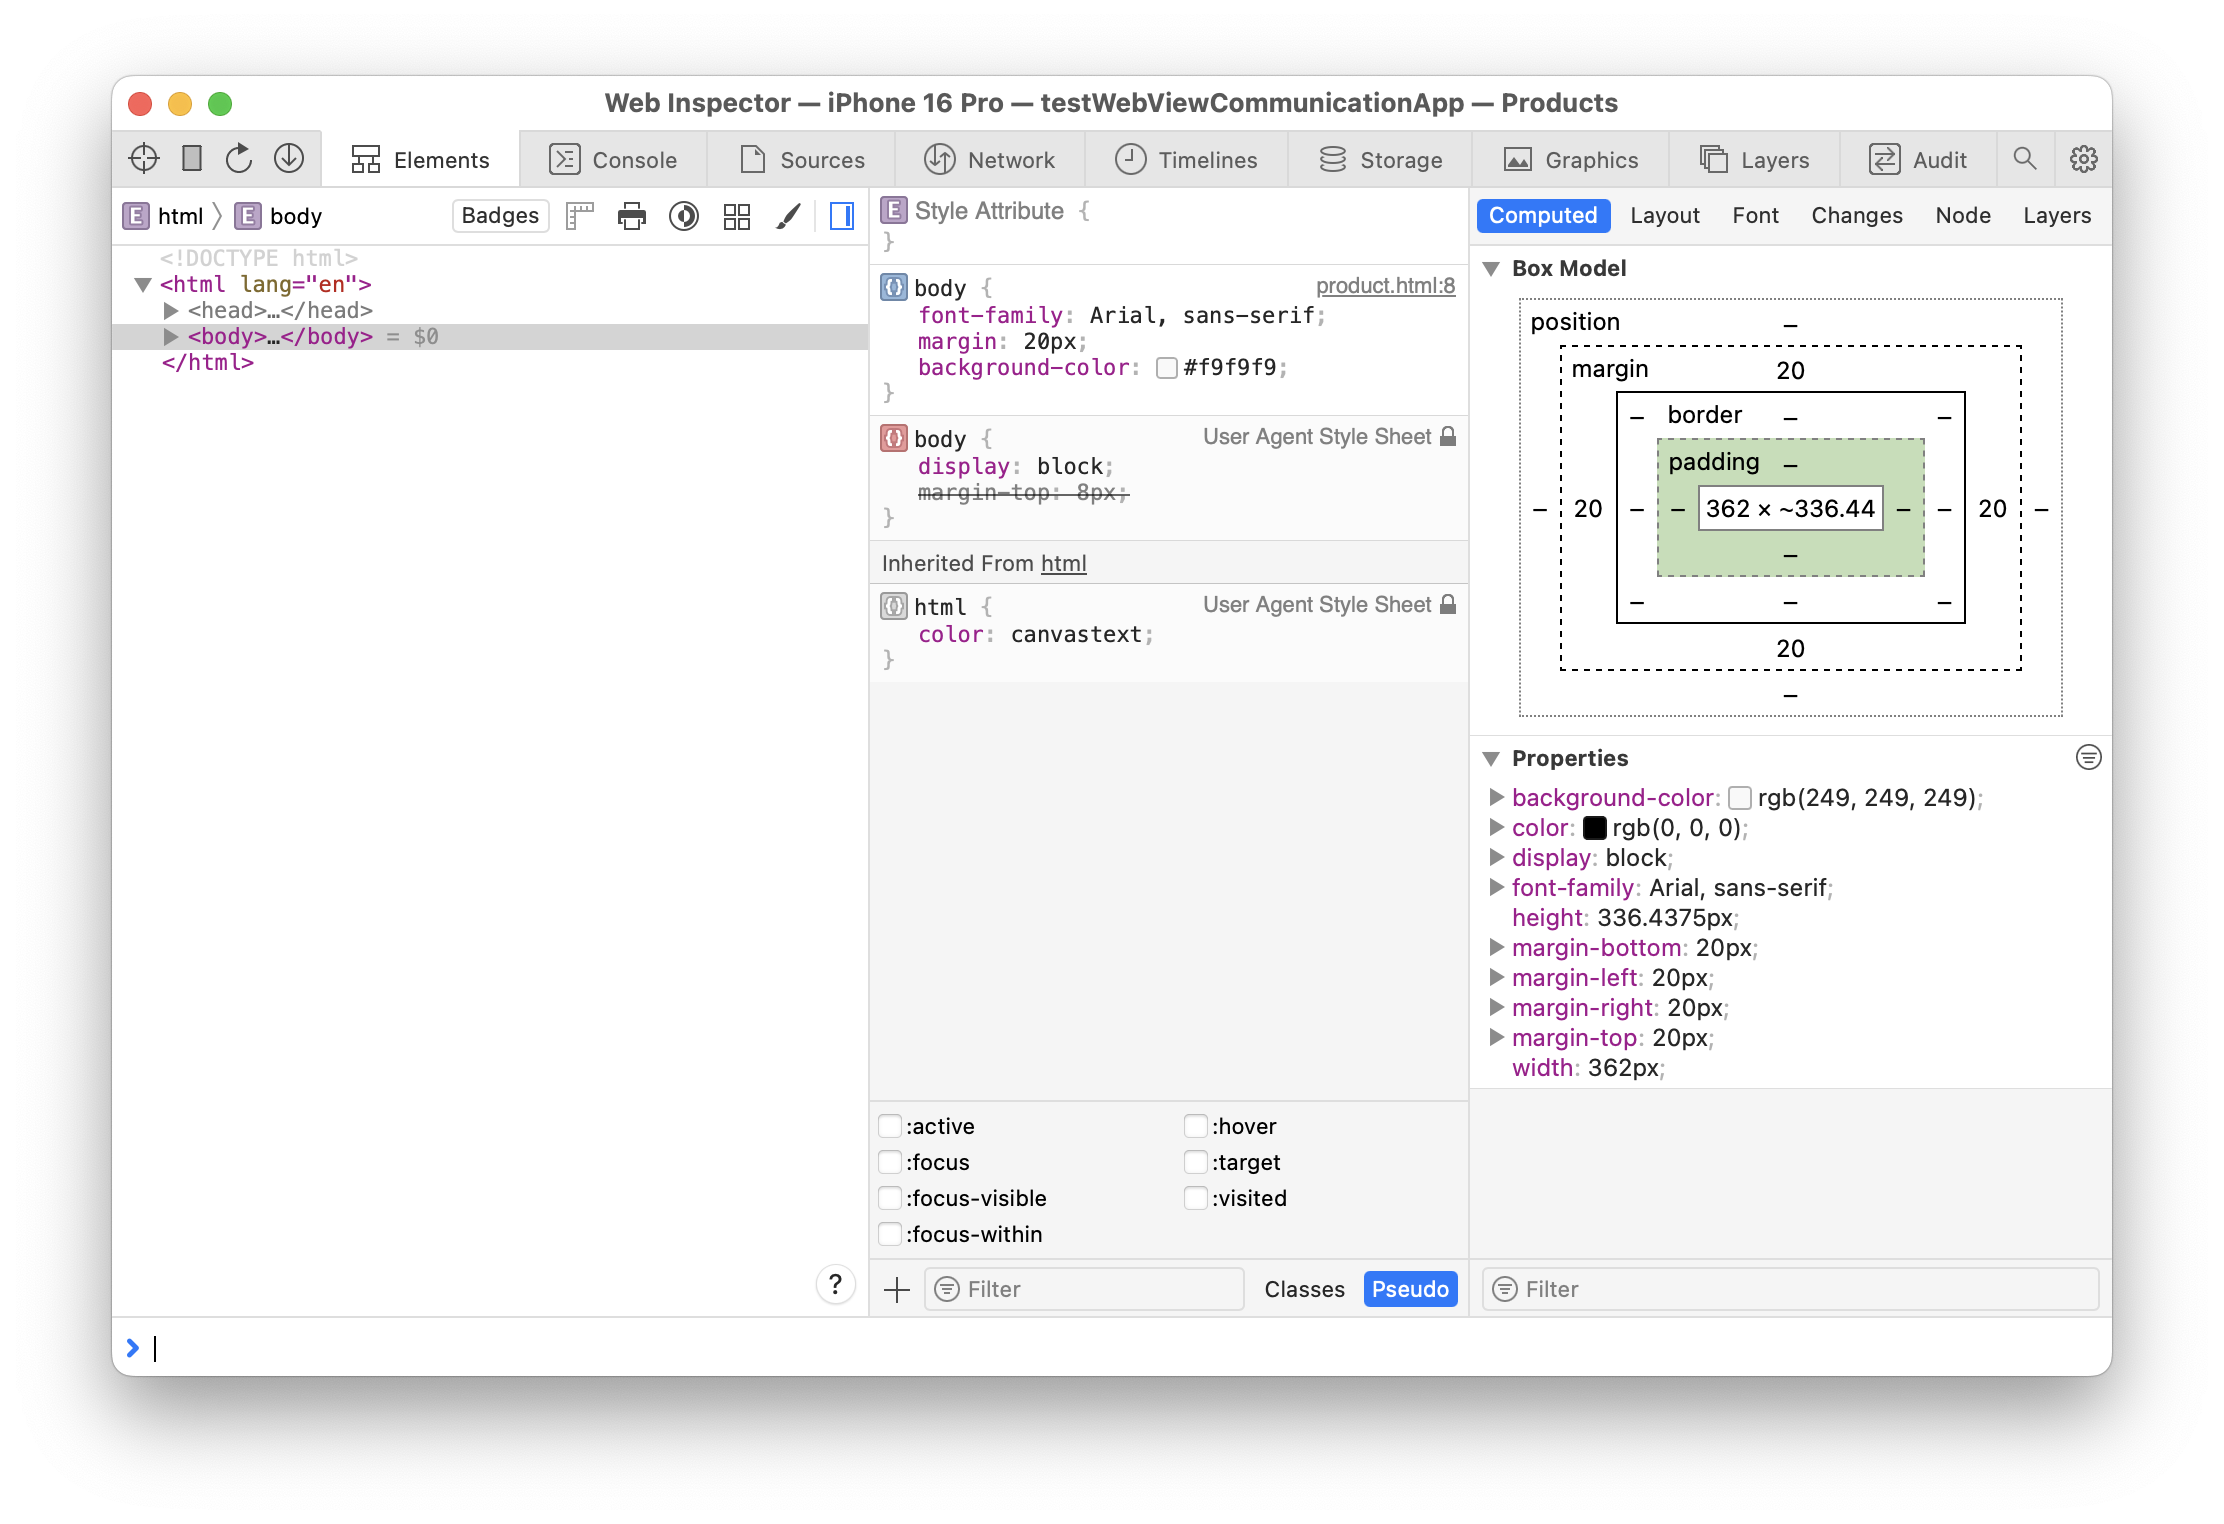 Web Inspector — iPhone 16 Pro — testWebViewCommunicationApp — Products
Elements
Console
Sources
Network
Timelines
Storage
Graphics
Layers
Audit
E html 〉 E body
Badges
<!DOCTYPE html>
<html lang="en">
<head>…</head>
<body>…</body> = $0
</html>
?
E Style Attribute {
}
body {
product.html:8
font-family: Arial, sans-serif;
margin: 20px;
background-color: #f9f9f9;
}
body {
User Agent Style Sheet
display: block;
margin-top: 8px;
}
Inherited From html
html {
User Agent Style Sheet
color: canvastext;
}
:active
:hover
:focus
:target
:focus-visible
:visited
:focus-within
Filter
Classes
Pseudo
Computed
Layout
Font
Changes
Node
Layers
Box Model
position –
margin 20
– border – –
padding –
– 20 – – 362 × ~336.44 – – 20 –
–
– – –
20
–
Properties
background-color: rgb(249, 249, 249);
color: rgb(0, 0, 0);
display: block;
font-family: Arial, sans-serif;
height: 336.4375px;
margin-bottom: 20px;
margin-left: 20px;
margin-right: 20px;
margin-top: 20px;
width: 362px;
Filter